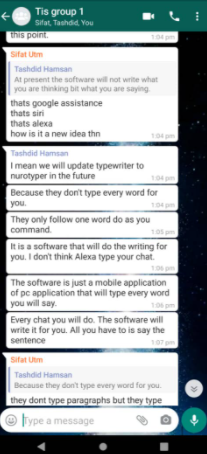 Tis group 1
Sifat, Tashdid, You
this point.
1:04 pm
Sifat Utm
Tashdid Hamsan
At present the software will not write what
you are thinking bit what you are saying.
thats google assistance
thats siri
thats alexa
how is it a new idea thn
1:04 pm
Tashdid Hamsan
I mean we will update typewriter to
nurotyper in the future
1:04 pm
Because they don't type every word for
you.
1:04 pm
They only follow one word do as you
command.
1:05 pm
It is a software that will do the writing for
you. I don't think Alexa type your chat.
1:06 pm
The software is just a mobile application
of pc application that will type every word
you will say.
1:06 pm
Every chat you will do. The software will
write it for you. All you have to is say the
sentence
1:07 pm
Sifat Utm
Tashdid Hamsan
Because they don't type every word for you.
they dont type paragraphs but they type
Type a message